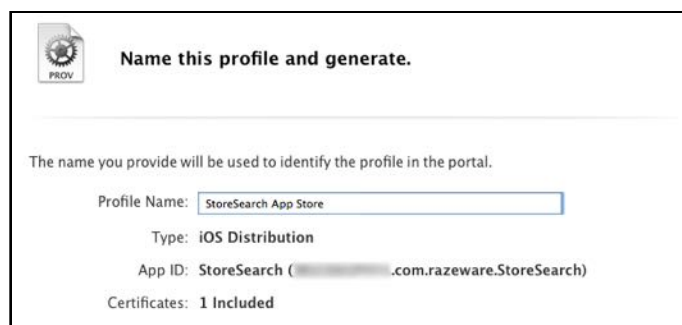 PROV
Name this profile and generate.
The name you provide will be used to identify the profile in the portal.
Profile Name: StoreSearch App Store
Type: iOS Distribution
App ID: StoreSearch ( .com.razeware.StoreSearch)
Certificates: 1 Included